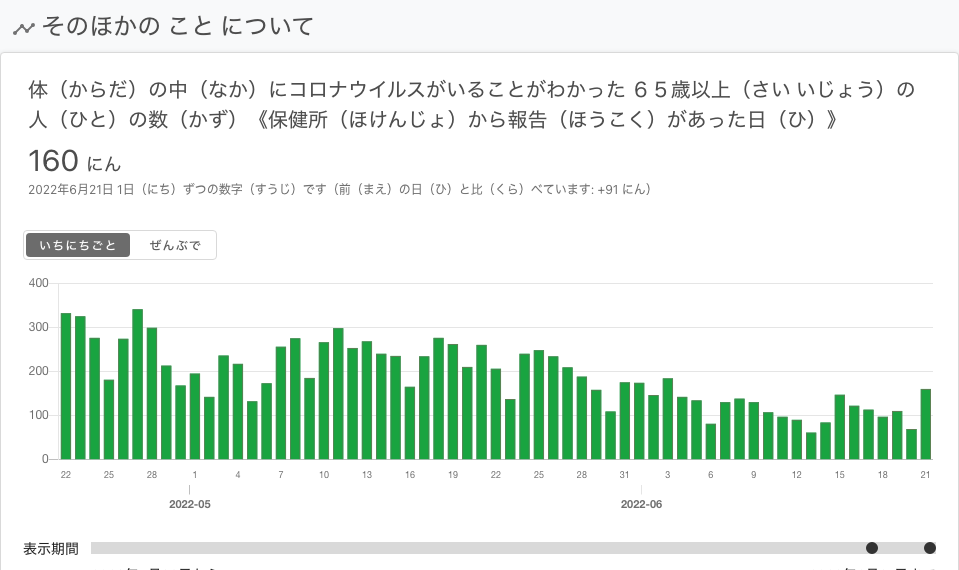 そのほかの こと について
体（からだ）の中（なか）にコロナウイルスがいることがわかった ６５歳以上（さい いじょう）の
人（ひと）の数（かず）《保健所（ほけんじょ）から報告（ほうこく）があった日（ひ）》
160 にん
2022年6月21日 1日（にち）ずつの数字（すうじ）です（前（まえ）の日（ひ）と比（くら）べています: +91 にん）
いちにちごと ぜんぶで
400
300
200
100
0
22 25 28 1 4 7 10 13 16 19 22 25 28 31 3 6 9 12 15 18 21
2022-05 2022-06
表示期間